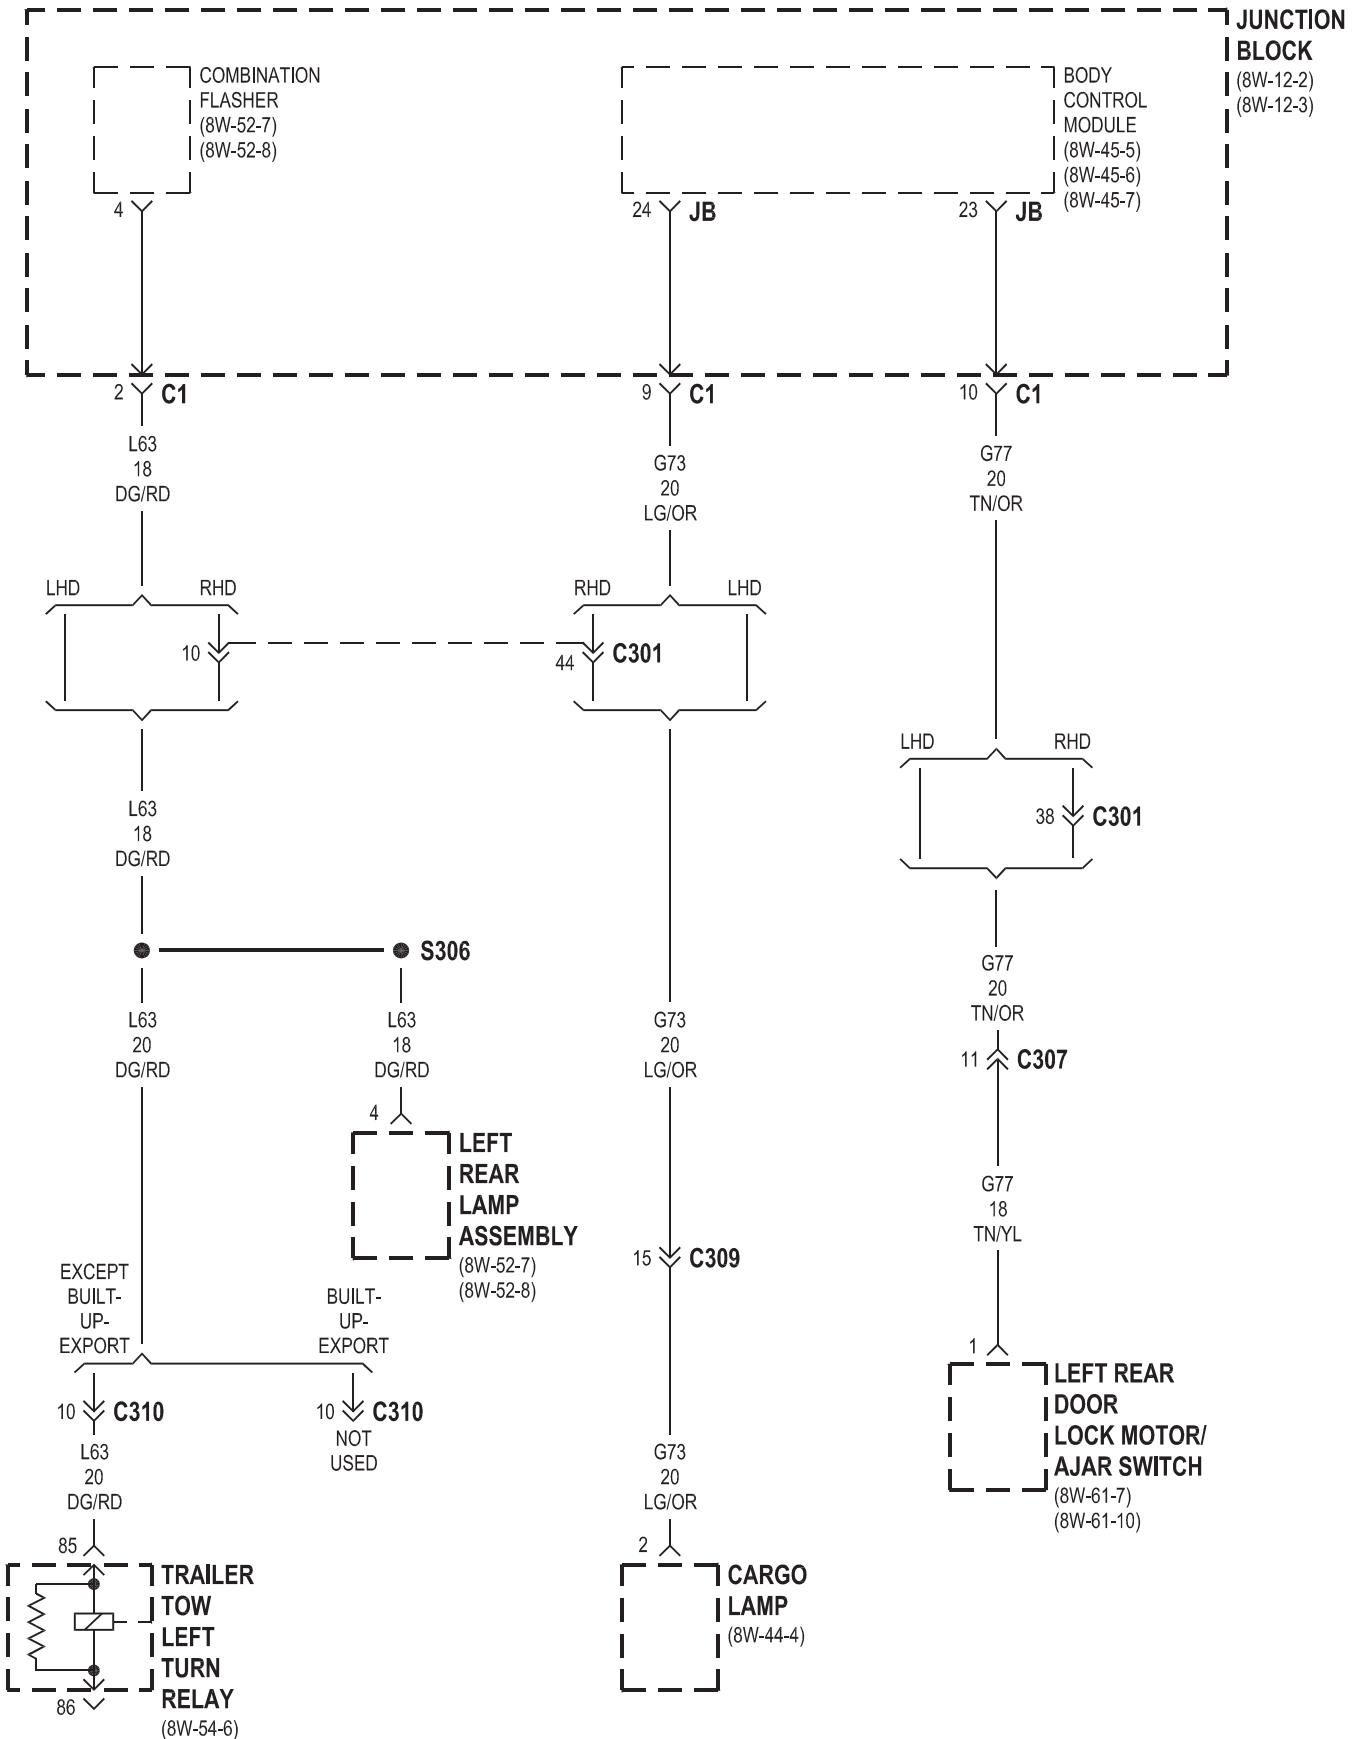 JUNCTION
BLOCK
(8W-12-2)
(8W-12-3)
COMBINATION
FLASHER
(8W-52-7)
(8W-52-8)
BODY
CONTROL
MODULE
(8W-45-5)
(8W-45-6)
(8W-45-7)
4
24
JB
23
JB
2
C1
9
C1
10
C1
L63
18
DG/RD
G73
20
LG/OR
G77
20
TN/OR
LHD
RHD
RHD
LHD
10
44
C301
LHD
RHD
38
C301
L63
18
DG/RD
S306
G77
20
TN/OR
L63
20
DG/RD
L63
18
DG/RD
G73
20
LG/OR
11
C307
4
LEFT
REAR
LAMP
ASSEMBLY
(8W-52-7)
(8W-52-8)
G77
18
TN/YL
15
C309
EXCEPT
BUILT-
UP-
EXPORT
BUILT-
UP-
EXPORT
1
LEFT REAR
DOOR
LOCK MOTOR/
AJAR SWITCH
(8W-61-7)
(8W-61-10)
10
C310
10
C310
NOT
USED
L63
20
DG/RD
G73
20
LG/OR
85
2
TRAILER
TOW
LEFT
TURN
RELAY
(8W-54-6)
86
CARGO
LAMP
(8W-44-4)